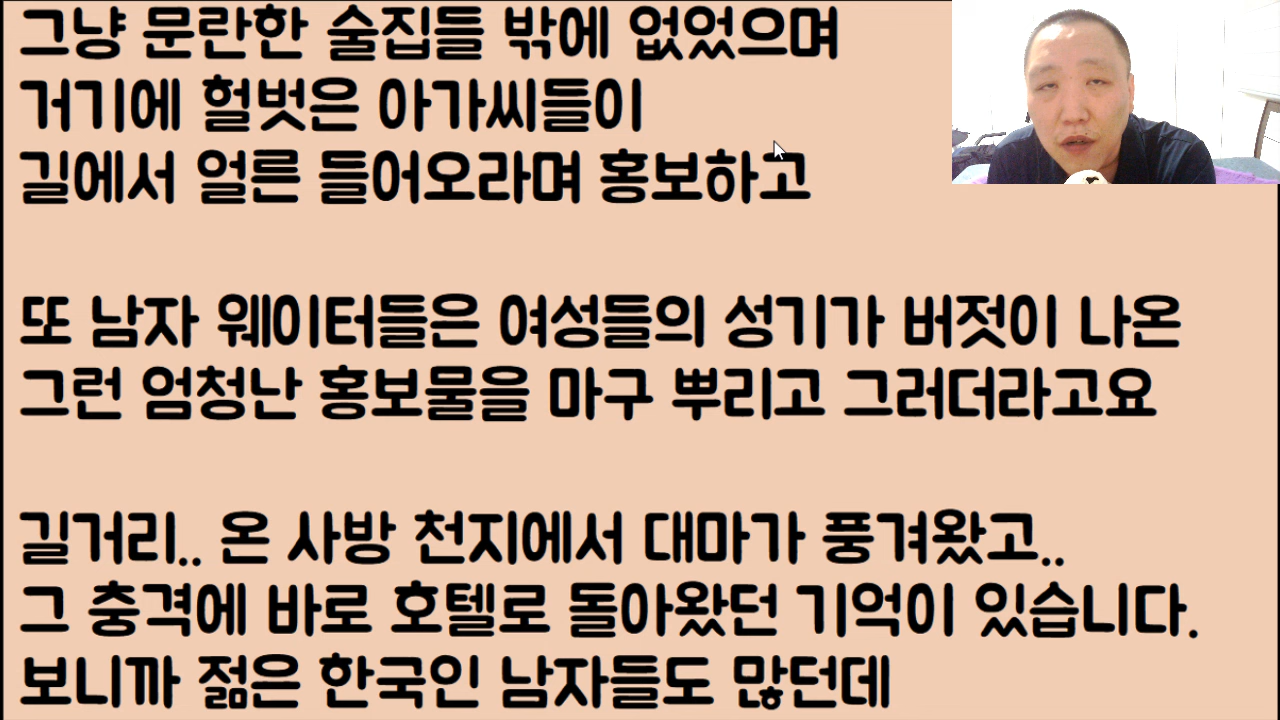 그냥 문란한 술집들 밖에 없었으며
거기에 헐벗은 아가씨들이
길에서 얼른 들어오라며 홍보하고
또 남자 웨이터들은 여성들의 성기가 버젓이 나온
그런 엄청난 홍보물을 마구 뿌리고 그러더라고요
길거리.. 온 사방 천지에서 대마가 풍겨왔고..
그 충격에 바로 호텔로 돌아왔던 기억이 있습니다.
보니까 젊은 한국인 남자들도 많던데